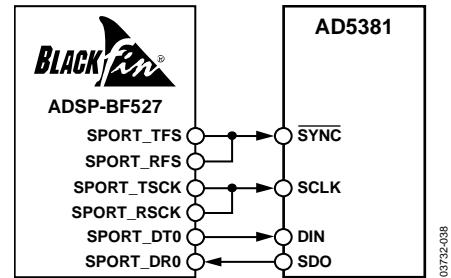 BLACKfin®
ADSP-BF527
SPORT_TFS
SPORT_RFS
SPORT_TSCK
SPORT_RSCK
SPORT_DT0
SPORT_DR0
AD5381
SYNC
SCLK
DIN
SDO
03732-038